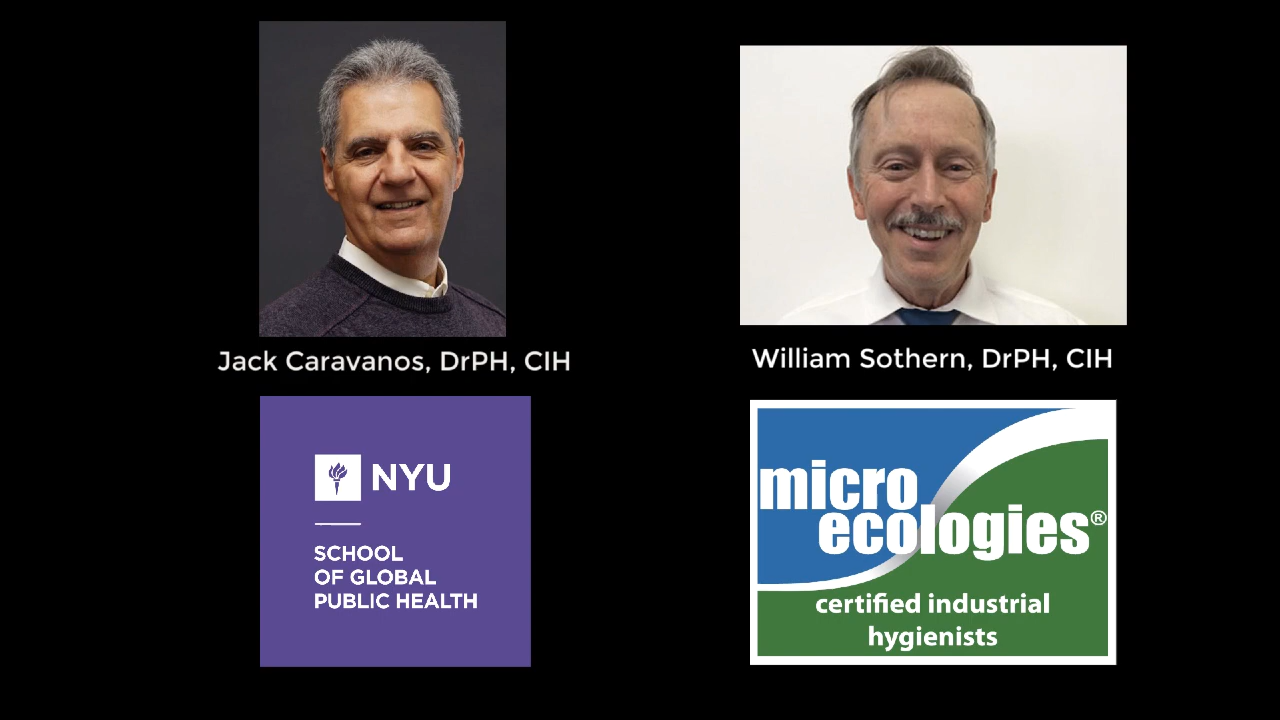 Jack Caravanos, DrPH, CIH
William Sothern, DrPH, CIH
NYU
SCHOOL
OF GLOBAL
PUBLIC HEALTH
micro
ecologies®
certified industrial
hygienists